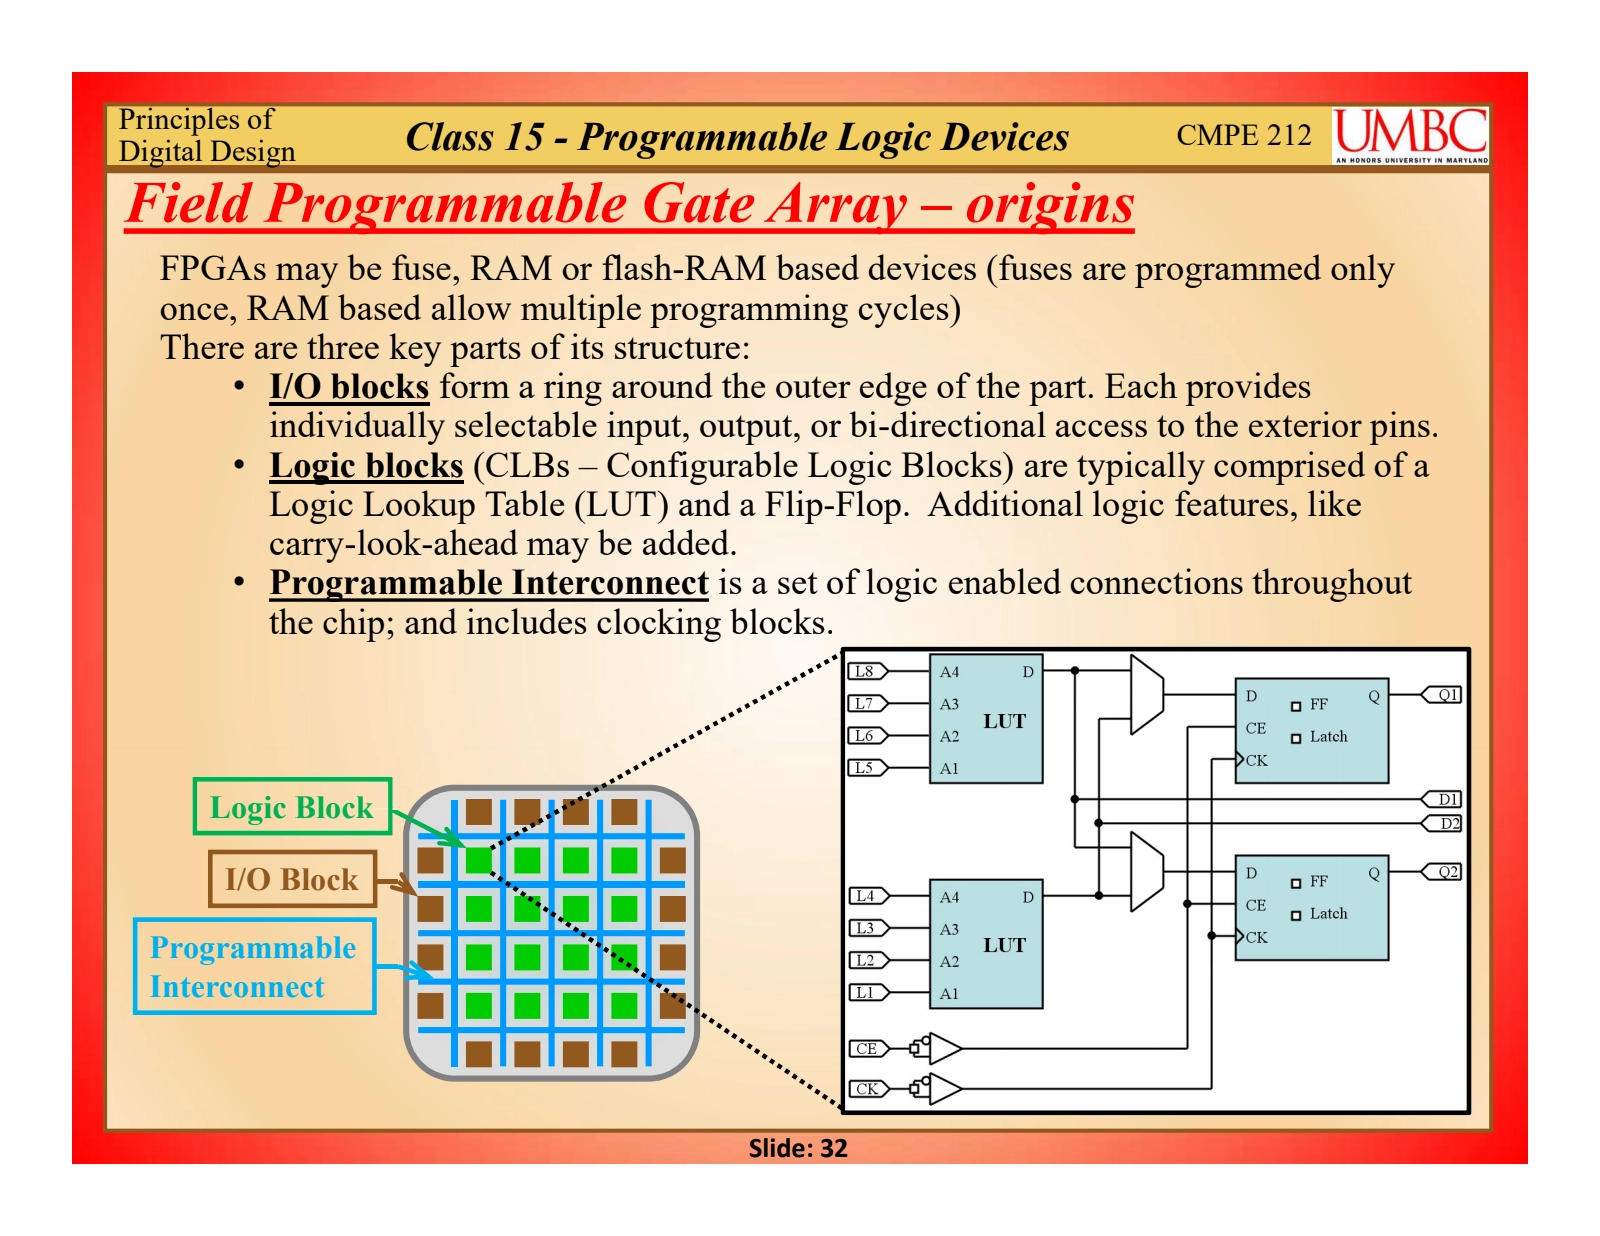 Principles of
Digital Design
Class 15 - Programmable Logic Devices
CMPE 212
UMBC
AN HONORS UNIVERSITY IN MARYLAND
Field Programmable Gate Array – origins
FPGAs may be fuse, RAM or flash-RAM based devices (fuses are programmed only
once, RAM based allow multiple programming cycles)
There are three key parts of its structure:
• I/O blocks form a ring around the outer edge of the part. Each provides
individually selectable input, output, or bi-directional access to the exterior pins.
• Logic blocks (CLBs – Configurable Logic Blocks) are typically comprised of a
Logic Lookup Table (LUT) and a Flip-Flop.  Additional logic features, like
carry-look-ahead may be added.
• Programmable Interconnect is a set of logic enabled connections throughout
the chip; and includes clocking blocks.
Logic Block
I/O Block
Programmable
Interconnect
L8
L7
L6
L5
A4
A3
A2
A1
D
LUT
D
CE
CK
FF
Latch
Q
Q1
D1
D2
L4
L3
L2
L1
A4
A3
A2
A1
D
LUT
D
CE
CK
FF
Latch
Q
Q2
CE
CK
Slide: 32